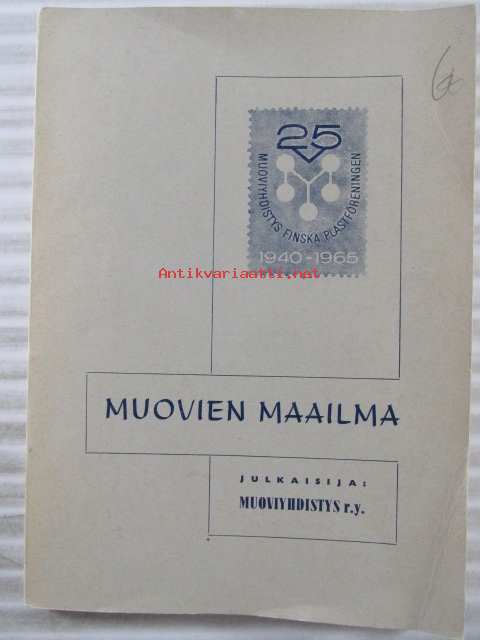 25
MUOVIYHDISTYS FINSKA PLASTFÖRENINGEN
1940-1965
Antikvariaatti.net
MUOVIEN MAAILMA
JULKAISIJA:
MUOVIYHDISTYS r.y.